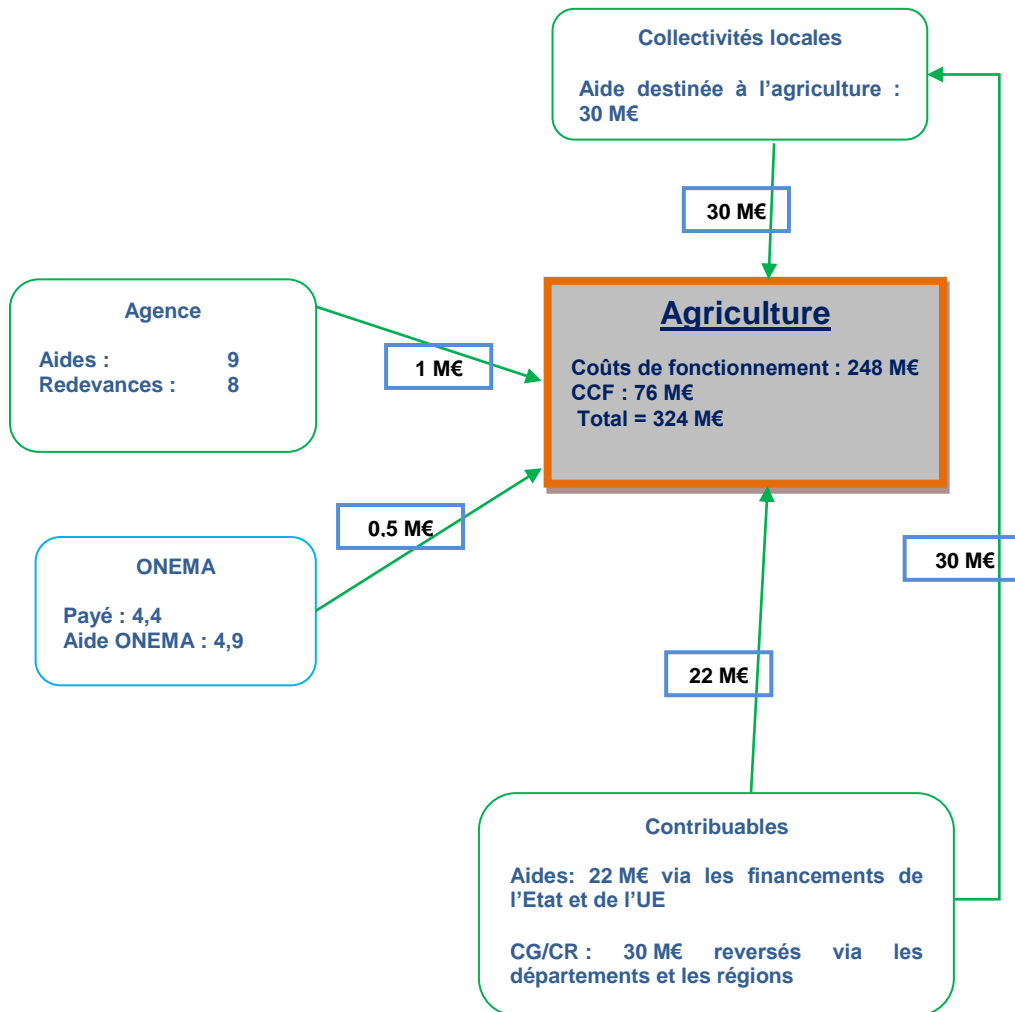 Collectivités locales
Aide destinée à l'agriculture :
30 M€
30 M€
Agence
Aides : 9
Redevances : 8
1 M€
Agriculture
Coûts de fonctionnement : 248 M€
CCF : 76 M€
Total = 324 M€
0.5 M€
ONEMA
Payé : 4,4
Aide ONEMA : 4,9
30 M€
22 M€
Contribuables
Aides: 22 M€ via les financements de
l'Etat et de l'UE
CG/CR : 30 M€ reversés via les
départements et les régions